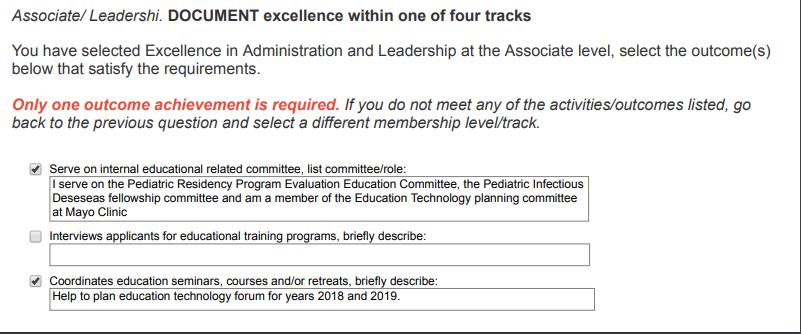 Associate/ Leadershi. DOCUMENT excellence within one of four tracks
You have selected Excellence in Administration and Leadership at the Associate level, select the outcome(s)
below that satisfy the requirements.
Only one outcome achievement is required. If you do not meet any of the activities/outcomes listed, go
back to the previous question and select a different membership level/track.
Serve on internal educational related committee, list committee/role:
I serve on the Pediatric Residency Program Evaluation Education Committee, the Pediatric Infectious
Deseseas fellowship committee and am a member of the Education Technology planning committee
at Mayo Clinic
Interviews applicants for educational training programs, briefly describe:
Coordinates education seminars, courses and/or retreats, briefly describe:
Help to plan education technology forum for years 2018 and 2019.